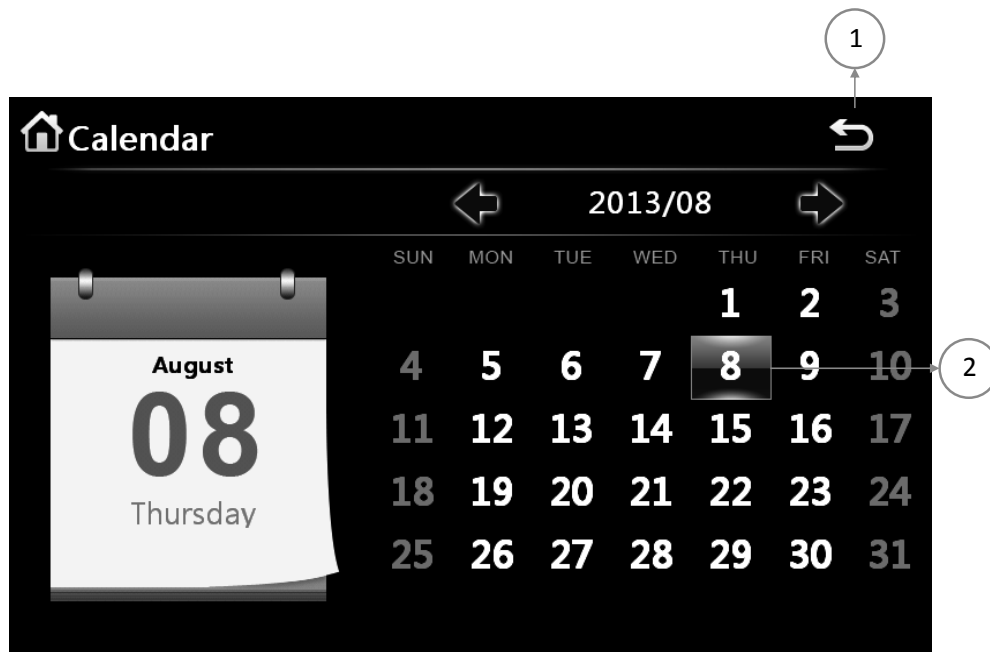 1
Calendar
2013/08
SUN MON TUE WED THU FRI SAT
1 2 3
4 5 6 7 8 9 10
2
11 12 13 14 15 16 17
18 19 20 21 22 23 24
25 26 27 28 29 30 31
August
08
Thursday